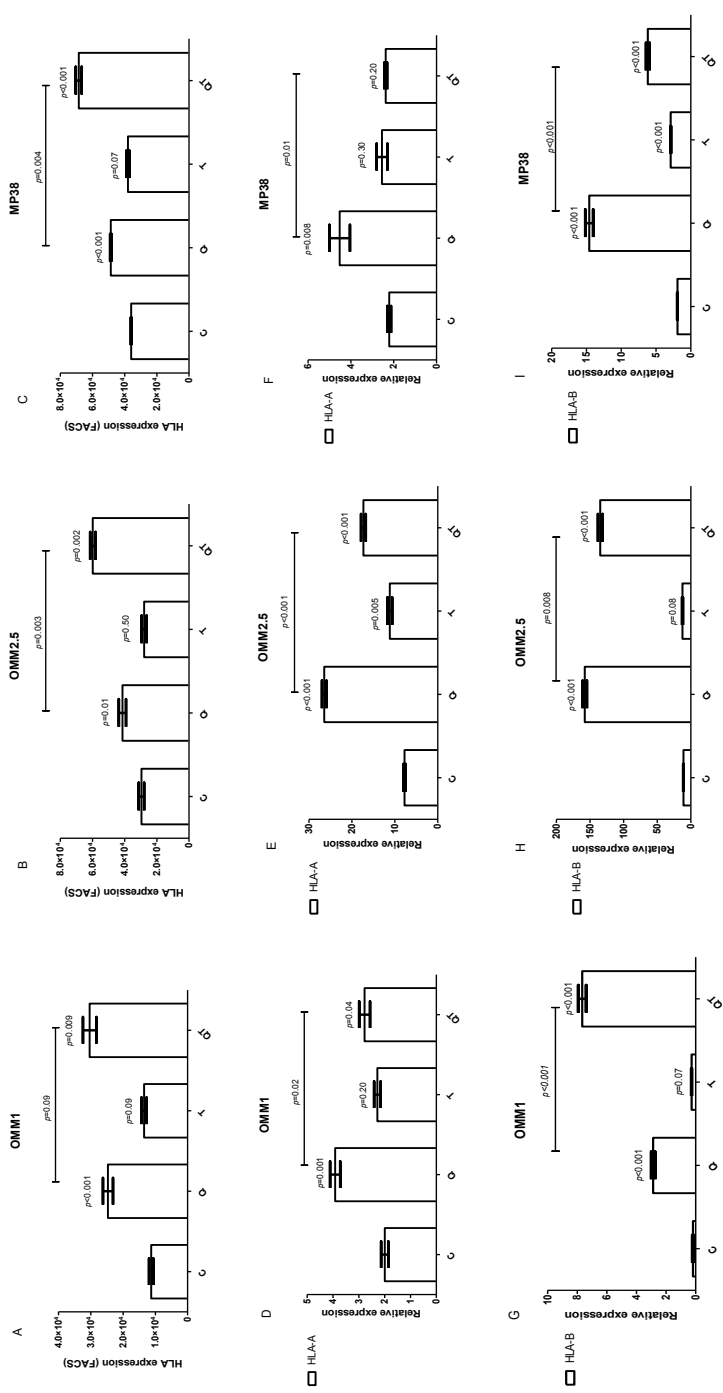 A
OMM1
HLA expression (FACS)
4.0×10⁴
3.0×10⁴
2.0×10⁴
1.0×10⁴
0
p=0.09
p<0.001
p=0.09
p=0.009
C
Q
T
QT
B
OMM2.5
HLA expression (FACS)
8.0×10⁴
6.0×10⁴
4.0×10⁴
2.0×10⁴
0
p=0.003
p=0.01
p=0.50
p=0.002
C
Q
T
QT
C
MP38
HLA expression (FACS)
8.0×10⁴
6.0×10⁴
4.0×10⁴
2.0×10⁴
0
p=0.004
p<0.001
p=0.07
p<0.001
C
Q
T
QT
D
OMM1
HLA-A
Relative expression
5
4
3
2
1
0
p=0.02
p=0.001
p=0.20
p=0.04
C
Q
T
QT
E
OMM2.5
HLA-A
Relative expression
30
20
10
0
p<0.001
p<0.001
p=0.005
p<0.001
C
Q
T
QT
F
MP38
HLA-A
Relative expression
6
4
2
0
p=0.01
p=0.008
p=0.30
p=0.20
C
Q
T
QT
G
OMM1
HLA-B
Relative expression
10
8
6
4
2
0
p<0.001
p<0.001
p=0.07
p<0.001
C
Q
T
QT
H
OMM2.5
HLA-B
Relative expression
200
150
100
50
0
p=0.008
p<0.001
p=0.08
p<0.001
C
Q
T
QT
I
MP38
HLA-B
Relative expression
20
15
10
5
0
p<0.001
p<0.001
p<0.001
p<0.001
C
Q
T
QT